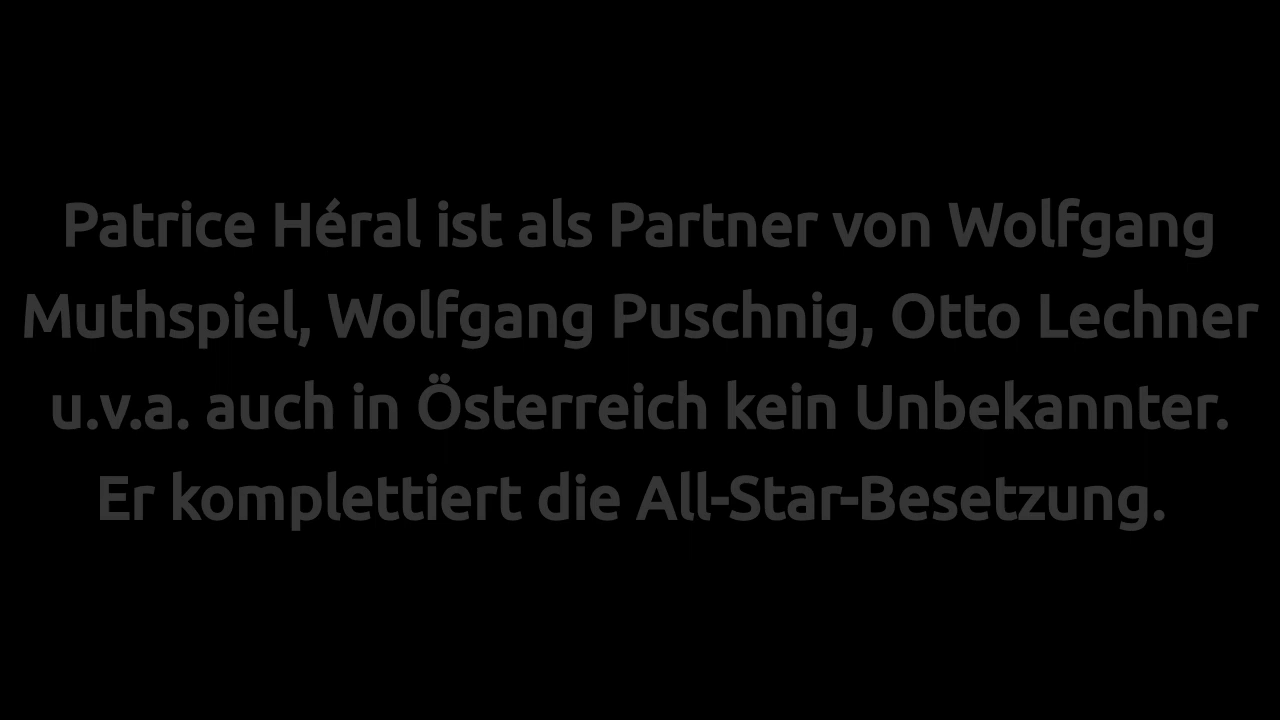 Patrice Héral ist als Partner von Wolfgang
Muthspiel, Wolfgang Puschnig, Otto Lechner
u.v.a. auch in Österreich kein Unbekannter.
Er komplettiert die All-Star-Besetzung.